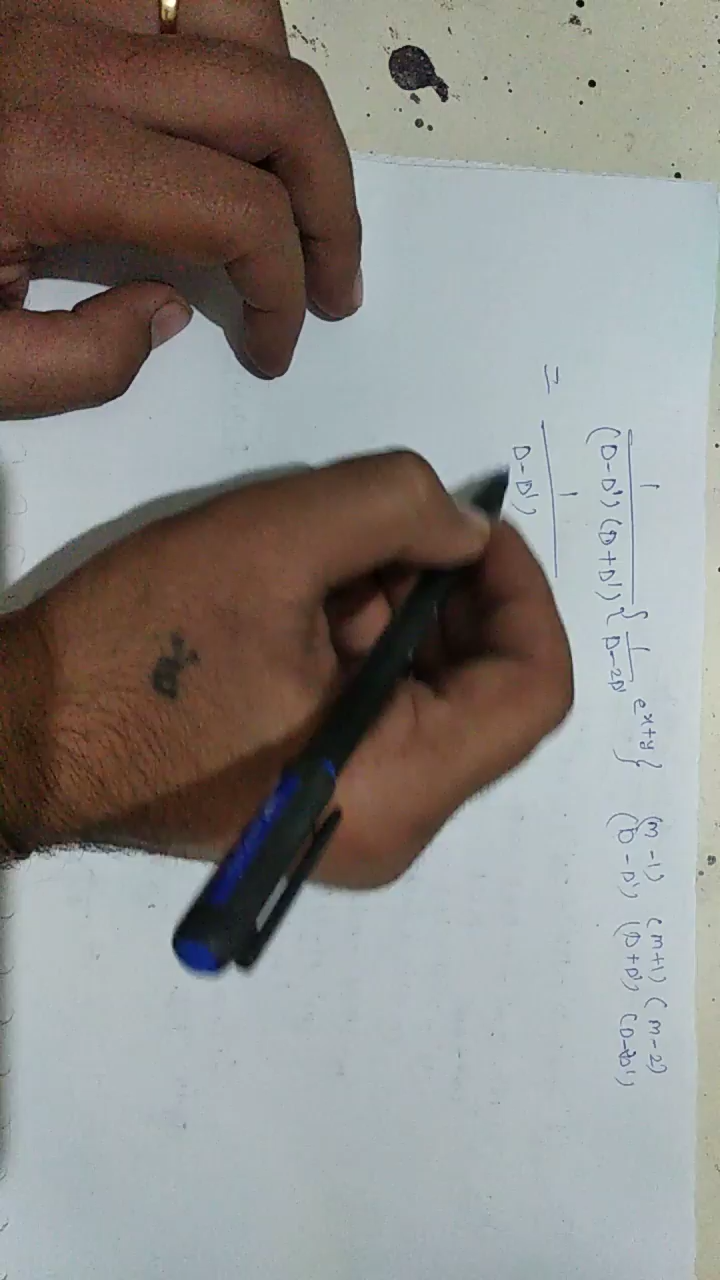 (m-1) (m+1) (m-2)
1/((D-D')(D+D')) { 1/(D-2D') e^{x+y} } (D-D') (D+D') (D-2D')
= 1/(D-D')